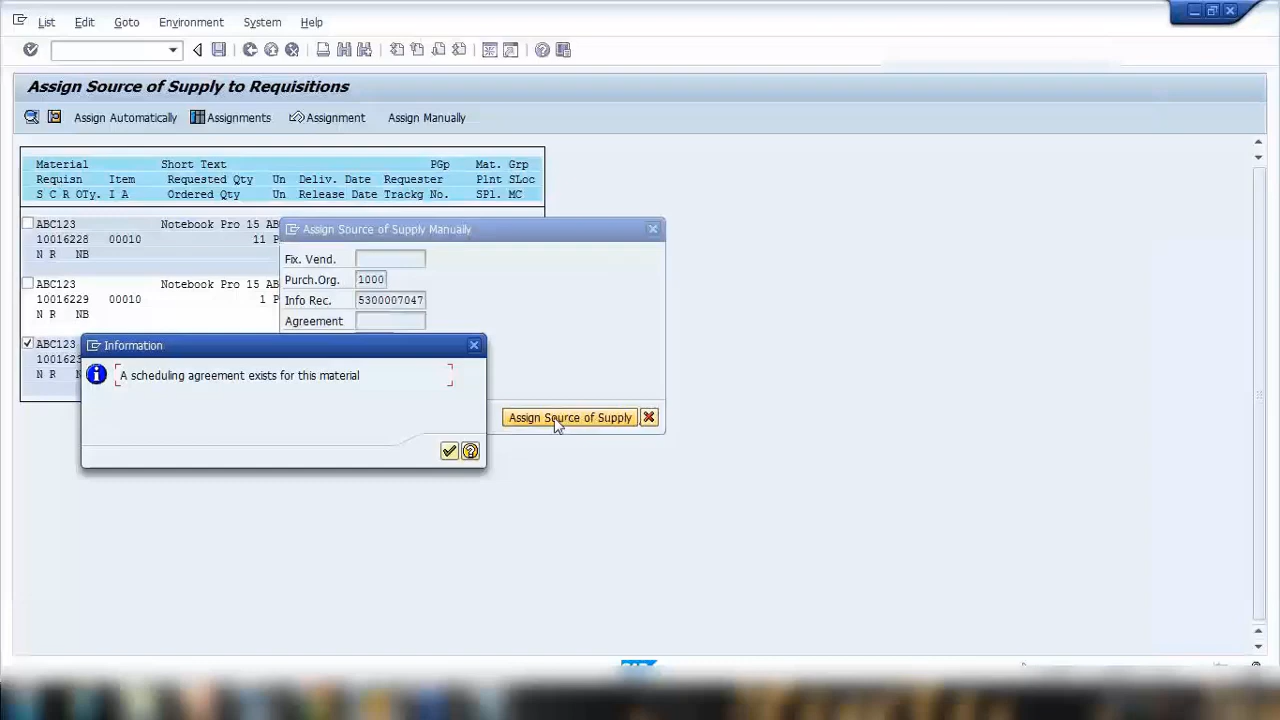 List Edit Goto Environment System Help
Assign Source of Supply to Requisitions
Assign Automatically Assignments Assignment Assign Manually
Material Short Text PGp Mat. Grp
Requisn Item Requested Qty Un Deliv. Date Requester Plnt SLoc
S C R OTy. I A Ordered Qty Un Release Date Trackg No. SPl. MC
ABC123 Notebook Pro 15 AB
10016228 00010 11 P
N R NB
ABC123 Notebook Pro 15 AB
10016229 00010 1 P
N R NB
ABC123
N R
Assign Source of Supply Manually
Fix. Vend.
Purch.Org. 1000
Info Rec. 5300007047
Agreement
Assign Source of Supply
Information
A scheduling agreement exists for this material